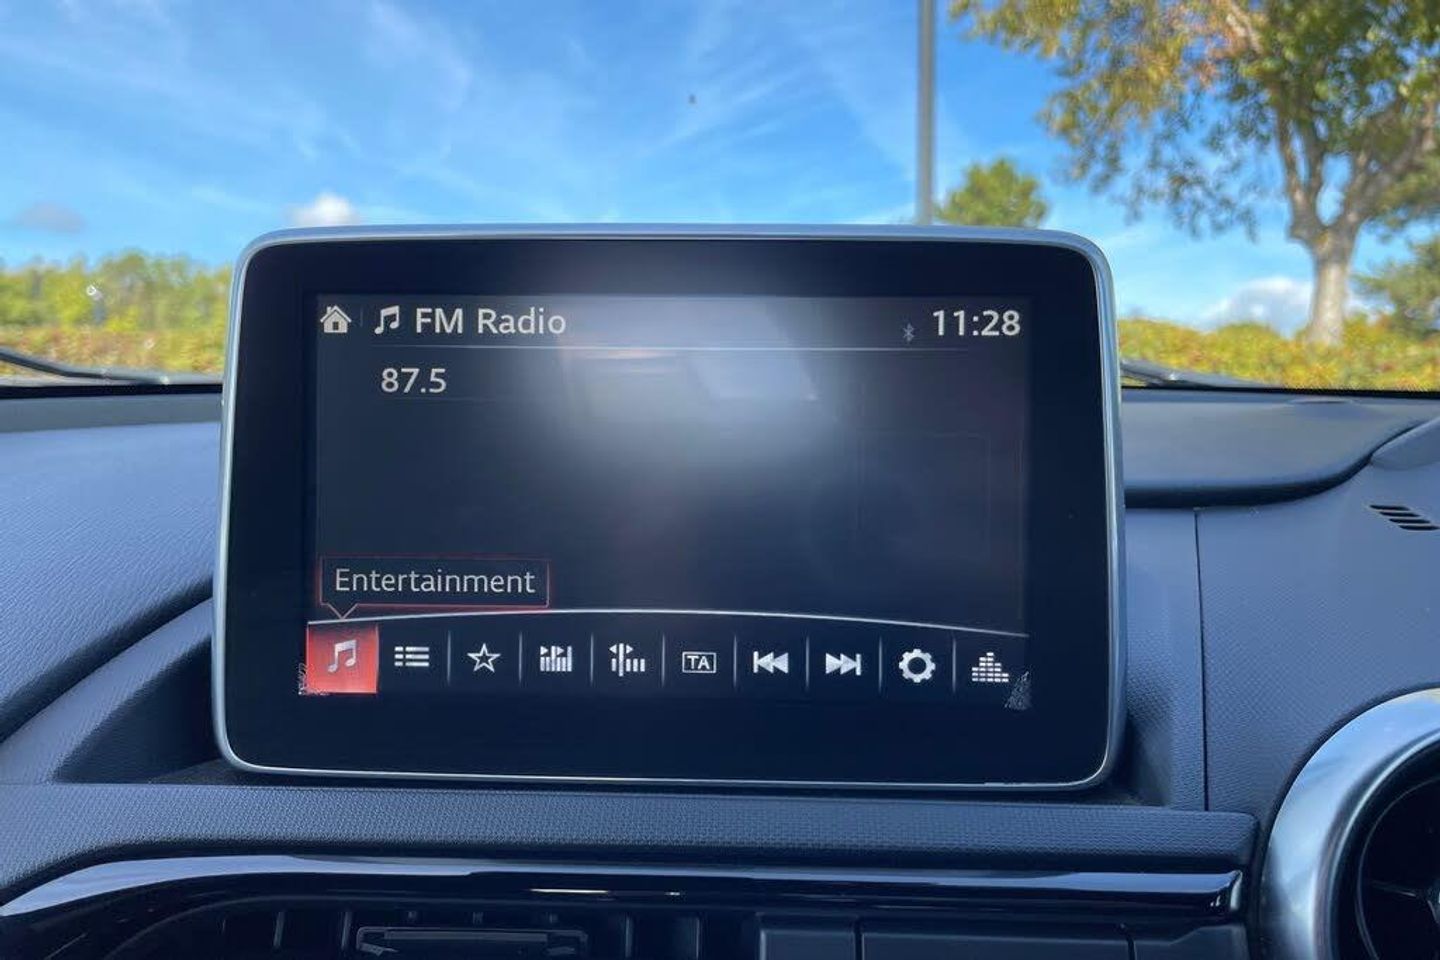 FM Radio 11:28
87.5
Entertainment
TA